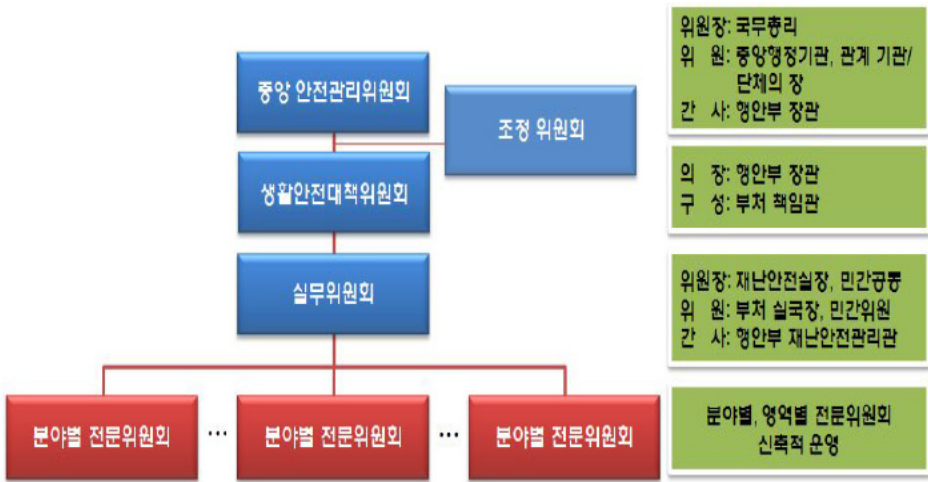 중앙 안전관리위원회
조정 위원회
생활안전대책위원회
실무위원회
분야별 전문위원회
...
분야별 전문위원회
...
분야별 전문위원회
위원장: 국무총리
위 원: 중앙행정기관, 관계 기관/
단체의 장
간 사: 행안부 장관
의 장: 행안부 장관
구 성: 부처 책임관
위원장: 재난안전실장, 민간공동
위 원: 부처 실국장, 민간위원
간 사: 행안부 재난안전관리관
분야별, 영역별 전문위원회
신축적 운영